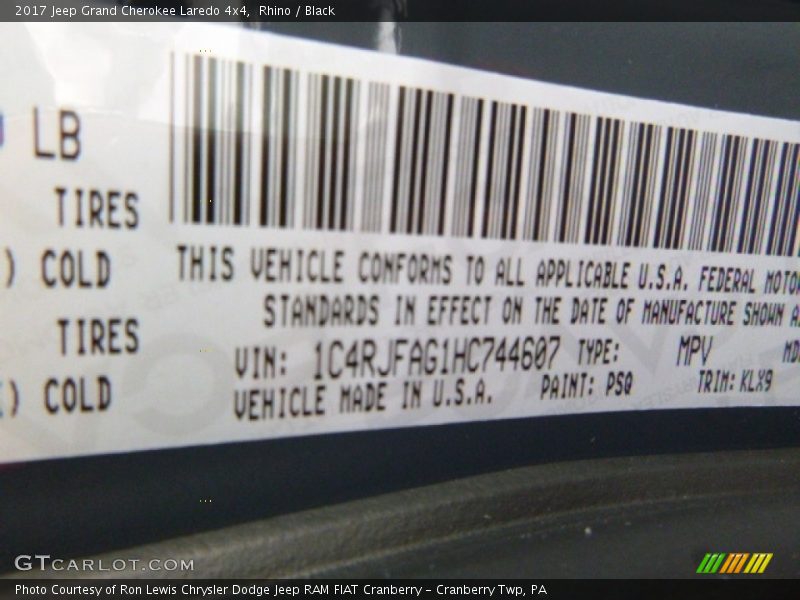 2017 Jeep Grand Cherokee Laredo 4x4, Rhino / Black
LB
TIRES
) COLD
TIRES
) COLD
THIS VEHICLE CONFORMS TO ALL APPLICABLE U.S.A. FEDERAL MOTOR
STANDARDS IN EFFECT ON THE DATE OF MANUFACTURE SHOWN A
VIN: 1C4RJFAG1HC744607 TYPE: MPV MD
VEHICLE MADE IN U.S.A. PAINT: PSQ TRIM: KLX9
GTCARLOT.COM
Photo Courtesy of Ron Lewis Chrysler Dodge Jeep RAM FIAT Cranberry – Cranberry Twp, PA